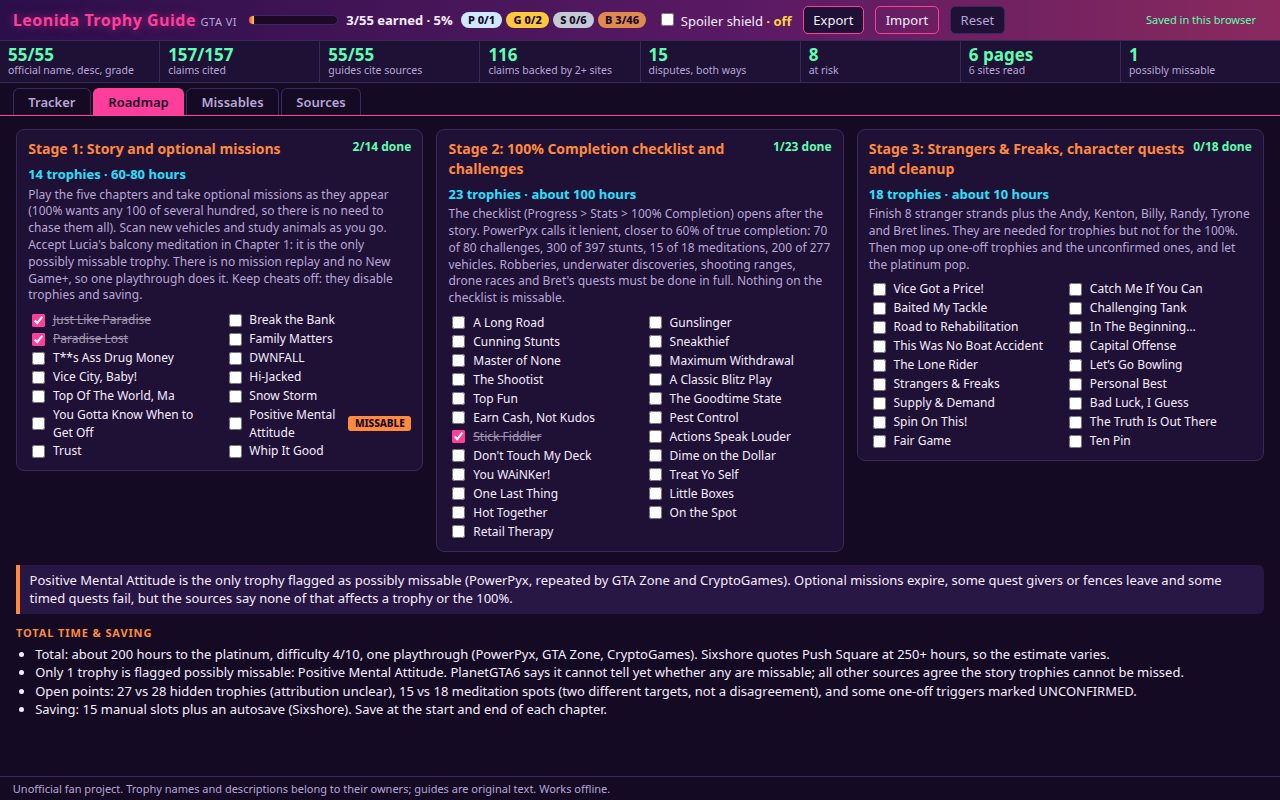 Leonida Trophy Guide GTA VI 3/55 earned · 5% P 0/1 G 0/2 S 0/6 B 3/46 Spoiler shield · off Export Import Reset Saved in this browser
55/55 157/157 55/55 116 15 8 6 pages 1
official name, desc, grade claims cited guides cite sources claims backed by 2+ sites disputes, both ways at risk 6 sites read possibly missable
Tracker Roadmap Missables Sources
Stage 1: Story and optional missions 2/14 done
14 trophies · 60-80 hours
Play the five chapters and take optional missions as they appear
(100% wants any 100 of several hundred, so there is no need to
chase them all). Scan new vehicles and study animals as you go.
Accept Lucia's balcony meditation in Chapter 1: it is the only
possibly missable trophy. There is no mission replay and no New
Game+, so one playthrough does it. Keep cheats off: they disable
trophies and saving.
Just Like Paradise Break the Bank
Paradise Lost Family Matters
T**s Ass Drug Money DWNFALL
Vice City, Baby! Hi-Jacked
Top Of The World, Ma Snow Storm
You Gotta Know When to Get Off Positive Mental Attitude MISSABLE
Trust Whip It Good
Stage 2: 100% Completion checklist and 1/23 done
challenges
23 trophies · about 100 hours
The checklist (Progress > Stats > 100% Completion) opens after the
story. PowerPyx calls it lenient, closer to 60% of true completion: 70
of 80 challenges, 300 of 397 stunts, 15 of 18 meditations, 200 of 277
vehicles. Robberies, underwater discoveries, shooting ranges,
drone races and Bret's quests must be done in full. Nothing on the
checklist is missable.
A Long Road Gunslinger
Cunning Stunts Sneakthief
Master of None Maximum Withdrawal
The Shootist A Classic Blitz Play
Top Fun The Goodtime State
Earn Cash, Not Kudos Pest Control
Stick Fiddler Actions Speak Louder
Don't Touch My Deck Dime on the Dollar
You WAiNKer! Treat Yo Self
One Last Thing Little Boxes
Hot Together On the Spot
Retail Therapy
Stage 3: Strangers & Freaks, character quests 0/18 done
and cleanup
18 trophies · about 10 hours
Finish 8 stranger strands plus the Andy, Kenton, Billy, Randy, Tyrone
and Bret lines. They are needed for trophies but not for the 100%.
Then mop up one-off trophies and the unconfirmed ones, and let
the platinum pop.
Vice Got a Price! Catch Me If You Can
Baited My Tackle Challenging Tank
Road to Rehabilitation In The Beginning...
This Was No Boat Accident Capital Offense
The Lone Rider Let's Go Bowling
Strangers & Freaks Personal Best
Supply & Demand Bad Luck, I Guess
Spin On This! The Truth Is Out There
Fair Game Ten Pin
Positive Mental Attitude is the only trophy flagged as possibly missable (PowerPyx, repeated by GTA Zone and CryptoGames). Optional missions expire, some quest givers or fences leave and some
timed quests fail, but the sources say none of that affects a trophy or the 100%.
TOTAL TIME & SAVING
• Total: about 200 hours to the platinum, difficulty 4/10, one playthrough (PowerPyx, GTA Zone, CryptoGames). Sixshore quotes Push Square at 250+ hours, so the estimate varies.
• Only 1 trophy is flagged possibly missable: Positive Mental Attitude. PlanetGTA6 says it cannot tell yet whether any are missable; all other sources agree the story trophies cannot be missed.
• Open points: 27 vs 28 hidden trophies (attribution unclear), 15 vs 18 meditation spots (two different targets, not a disagreement), and some one-off triggers marked UNCONFIRMED.
• Saving: 15 manual slots plus an autosave (Sixshore). Save at the start and end of each chapter.
Unofficial fan project. Trophy names and descriptions belong to their owners; guides are original text. Works offline.